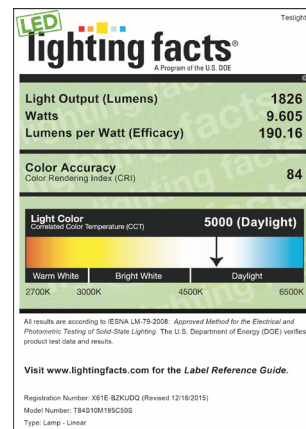 Teslight
LED
lighting facts®
A Program of the U.S. DOE
Light Output (Lumens) 1826
Watts 9.605
Lumens per Watt (Efficacy) 190.16
Color Accuracy 84
Color Rendering Index (CRI)
Light Color 5000 (Daylight)
Correlated Color Temperature (CCT)
Warm White Bright White Daylight
2700K 3000K 4500K 6500K
All results are according to IESNA LM-79-2008: Approved Method for the Electrical and
Photometric Testing of Solid-State Lighting. The U.S. Department of Energy (DOE) verifies
product test data and results.
Visit www.lightingfacts.com for the Label Reference Guide.
Registration Number: X61E-BZKUDQ (Revised 12/16/2015)
Model Number: T84S10M195C50S
Type: Lamp - Linear